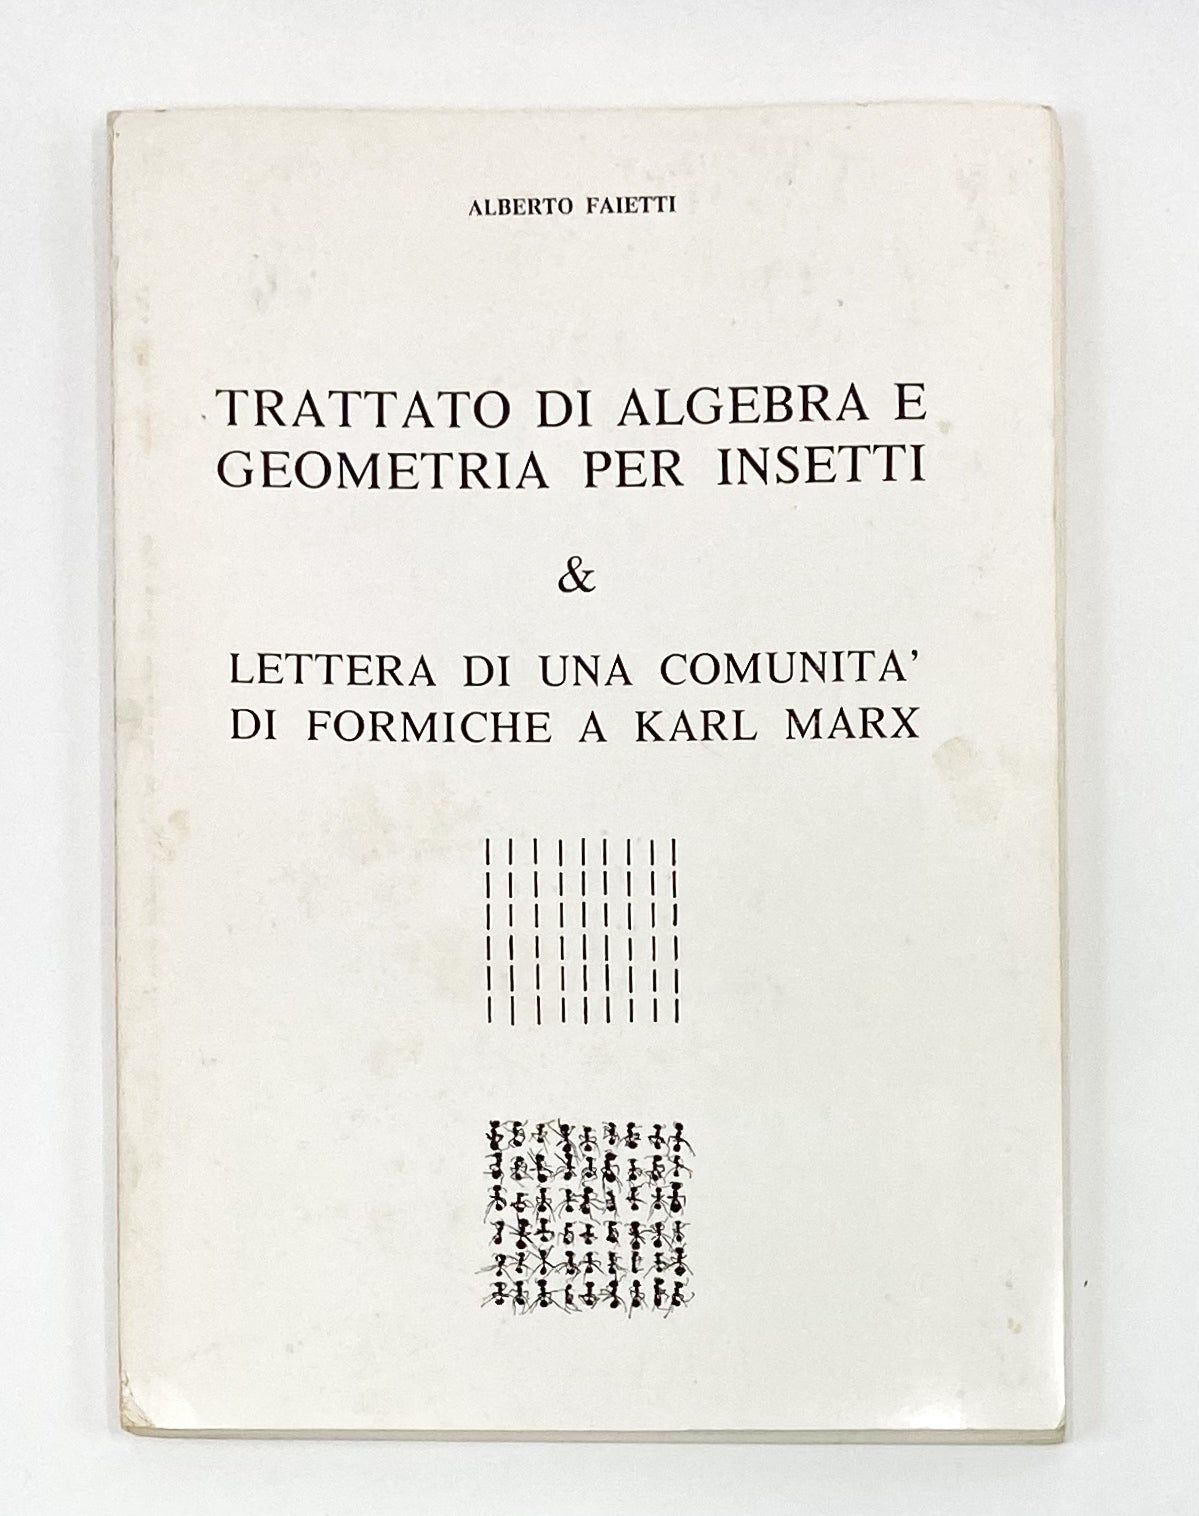 ALBERTO FAIETTI
TRATTATO DI ALGEBRA E
GEOMETRIA PER INSETTI
&
LETTERA DI UNA COMUNITA'
DI FORMICHE A KARL MARX